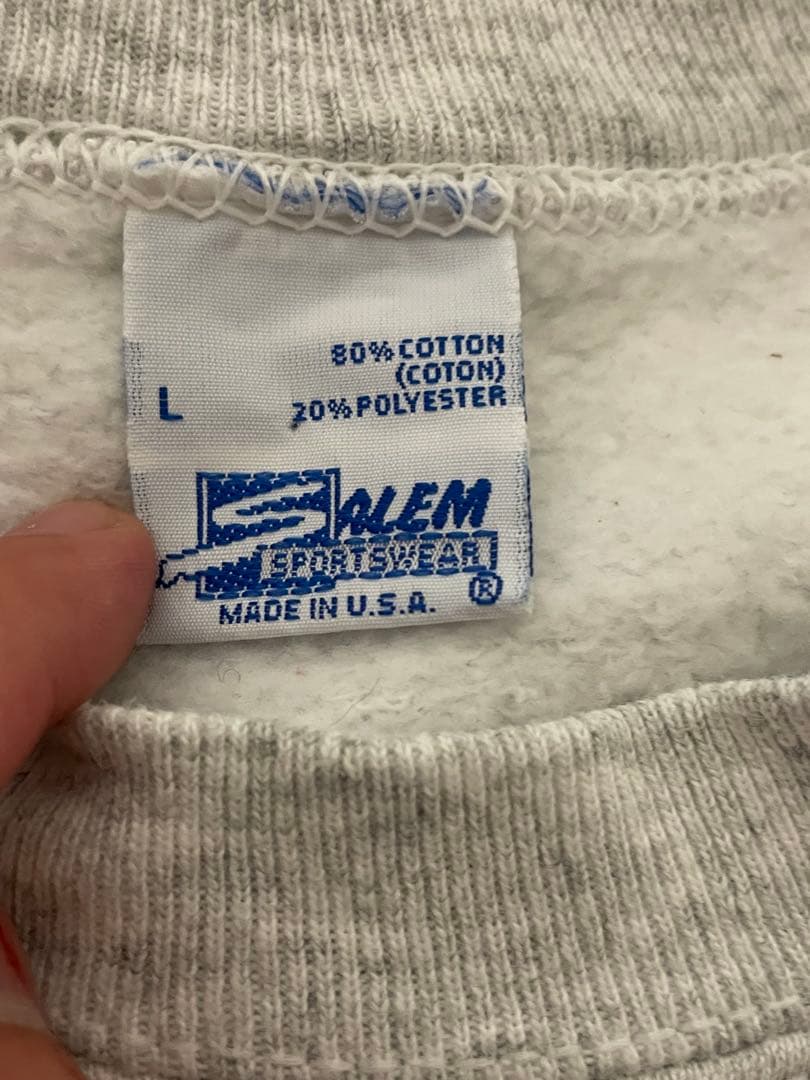 80% COTTON
(COTON)
L
20% POLYESTER
SALEM
SPORTSWEAR
®
MADE IN U.S.A.